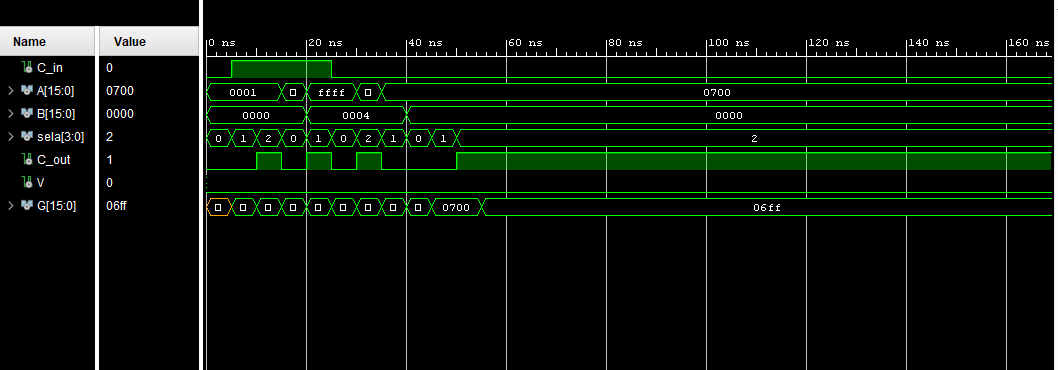 Name Value
0 ns 20 ns 40 ns 60 ns 80 ns 100 ns 120 ns 140 ns 160 ns
C_in 0
A[15:0] 0700 0001 ffff 0700
B[15:0] 0000 0000 0004 0000
sela[3:0] 2 0 1 2 0 1 0 2 1 0 1 2
C_out 1
V 0
G[15:0] 06ff 0700 06ff